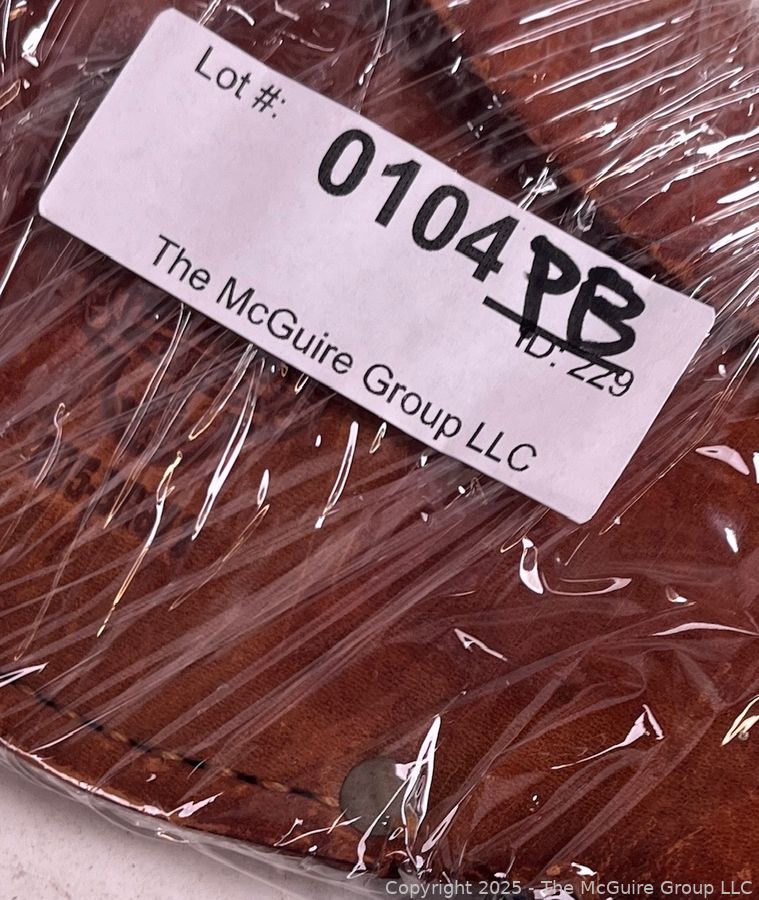 Lot #:
0104 PB
ID: 229
The McGuire Group LLC
Copyright 2025 - The McGuire Group LLC